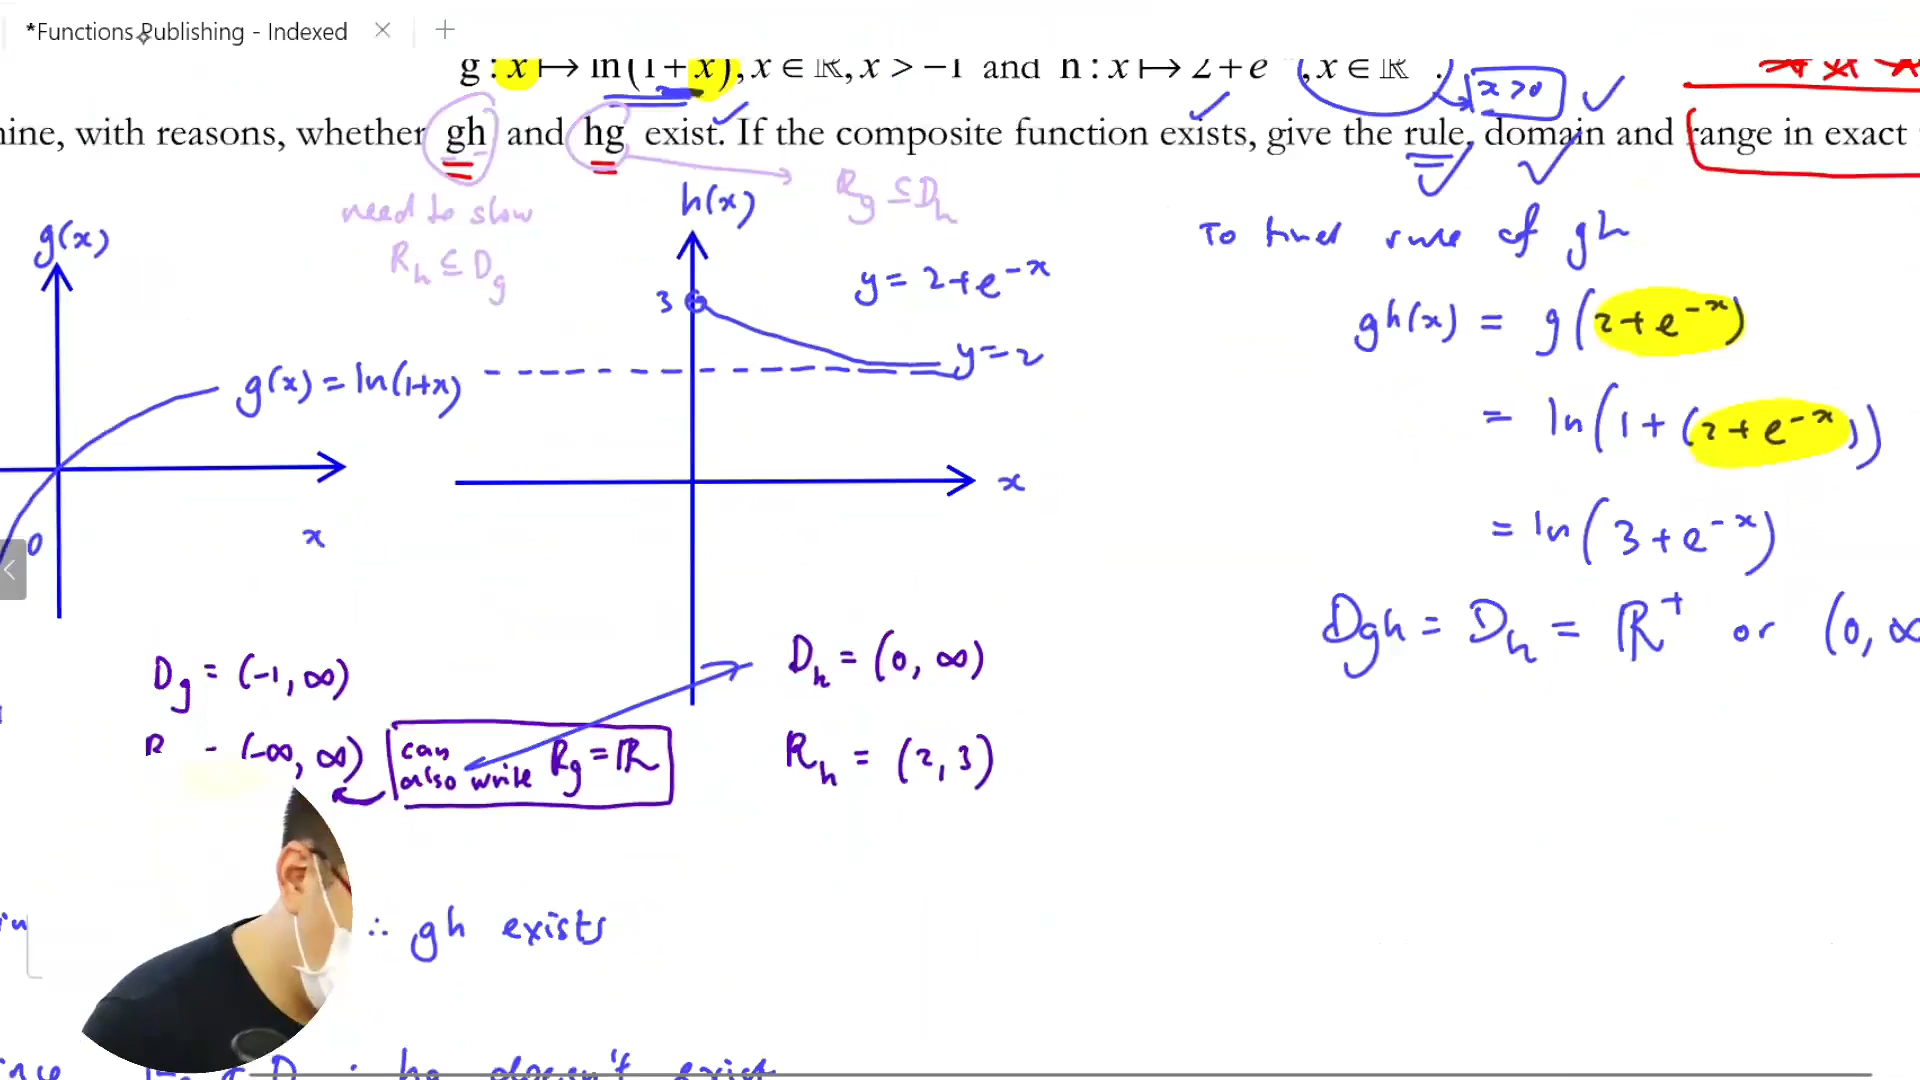 *Functions Publishing - Indexed
g : x ↦ ln(1 + x), x ∈ ℝ, x > −1 and h : x ↦ 2 + e , x ∈ ℝ .
x > 0
with reasons, whether gh and hg exist. If the composite function exists, give the rule, domain and range in exact
need to show
R_h ⊆ D_g
R_g ⊆ D_h
g(x)
g(x) = ln(1+x)
x
0
h(x)
3
y = 2 + e^{-x}
y = 2
x
To find rule of gh
gh(x) = g(2 + e^{-x})
= ln(1 + (2 + e^{-x}))
= ln(3 + e^{-x})
D_gh = D_h = ℝ^+ or (0, ∞
D_g = (-1, ∞)
(-∞, ∞)
can also write R_g = ℝ
D_h = (0, ∞)
R_h = (2, 3)
∴ gh exists
hg doesn't exist